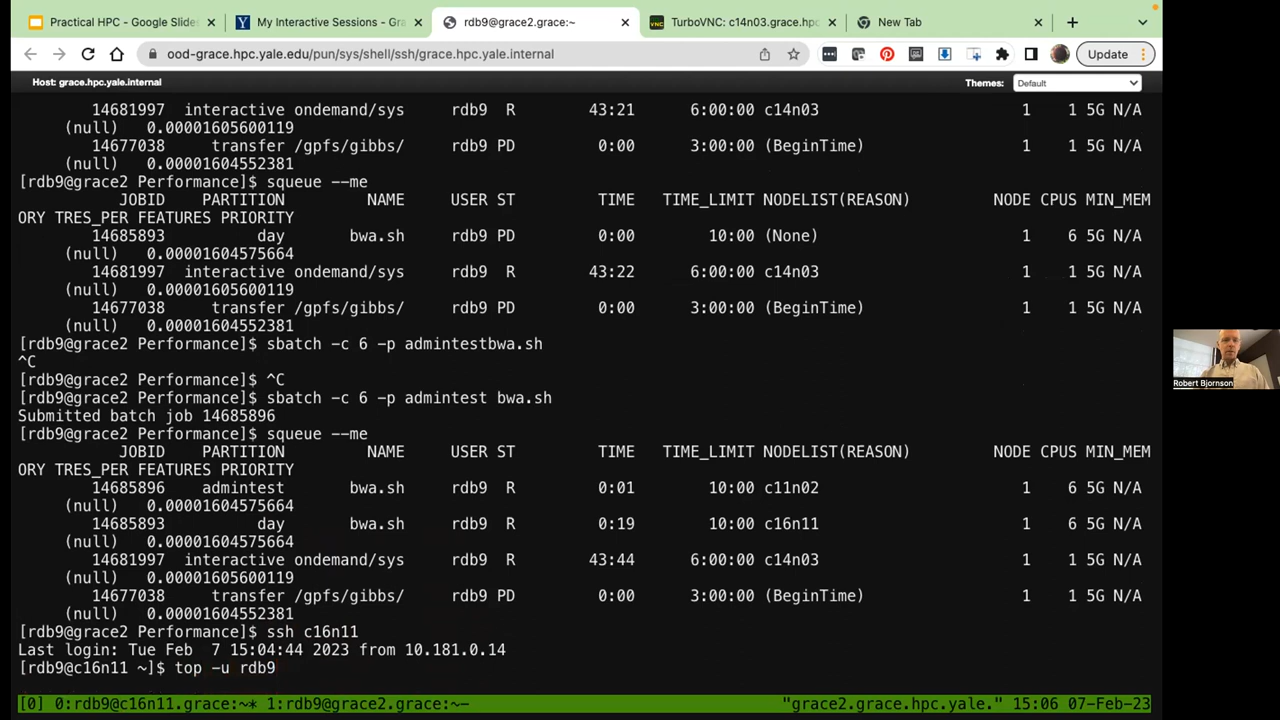 Practical HPC - Google Slides
My Interactive Sessions - G
rdb9@grace2.grace:~
TurboVNC: c14n03.grace.hpc
New Tab
ood-grace.hpc.yale.edu/pun/sys/shell/ssh/grace.hpc.yale.internal
Update
Host: grace.hpc.yale.internal
Themes: Default
14681997 interactive ondemand/sys rdb9 R 43:21 6:00:00 c14n03 1 1 5G N/A
(null) 0.00001605600119
14677038 transfer /gpfs/gibbs/ rdb9 PD 0:00 3:00:00 (BeginTime) 1 1 5G N/A
(null) 0.00001604552381
[rdb9@grace2 Performance]$ squeue --me
JOBID PARTITION NAME USER ST TIME TIME_LIMIT NODELIST(REASON) NODE CPUS MIN_MEM
ORY TRES_PER FEATURES PRIORITY
14685893 day bwa.sh rdb9 PD 0:00 10:00 (None) 1 6 5G N/A
(null) 0.00001604575664
14681997 interactive ondemand/sys rdb9 R 43:22 6:00:00 c14n03 1 1 5G N/A
(null) 0.00001605600119
14677038 transfer /gpfs/gibbs/ rdb9 PD 0:00 3:00:00 (BeginTime) 1 1 5G N/A
(null) 0.00001604552381
[rdb9@grace2 Performance]$ sbatch -c 6 -p admintestbwa.sh
^C
[rdb9@grace2 Performance]$ ^C
[rdb9@grace2 Performance]$ sbatch -c 6 -p admintest bwa.sh
Submitted batch job 14685896
[rdb9@grace2 Performance]$ squeue --me
JOBID PARTITION NAME USER ST TIME TIME_LIMIT NODELIST(REASON) NODE CPUS MIN_MEM
ORY TRES_PER FEATURES PRIORITY
14685896 admintest bwa.sh rdb9 R 0:01 10:00 c11n02 1 6 5G N/A
(null) 0.00001604575664
14685893 day bwa.sh rdb9 R 0:19 10:00 c16n11 1 6 5G N/A
(null) 0.00001604575664
14681997 interactive ondemand/sys rdb9 R 43:44 6:00:00 c14n03 1 1 5G N/A
(null) 0.00001605600119
14677038 transfer /gpfs/gibbs/ rdb9 PD 0:00 3:00:00 (BeginTime) 1 1 5G N/A
(null) 0.00001604552381
[rdb9@grace2 Performance]$ ssh c16n11
Last login: Tue Feb 7 15:04:44 2023 from 10.181.0.14
[rdb9@c16n11 ~]$ top -u rdb9
[0] 0:rdb9@c16n11.grace:~* 1:rdb9@grace2.grace:~- "grace2.grace.hpc.yale." 15:06 07-Feb-23
Robert Bjornson